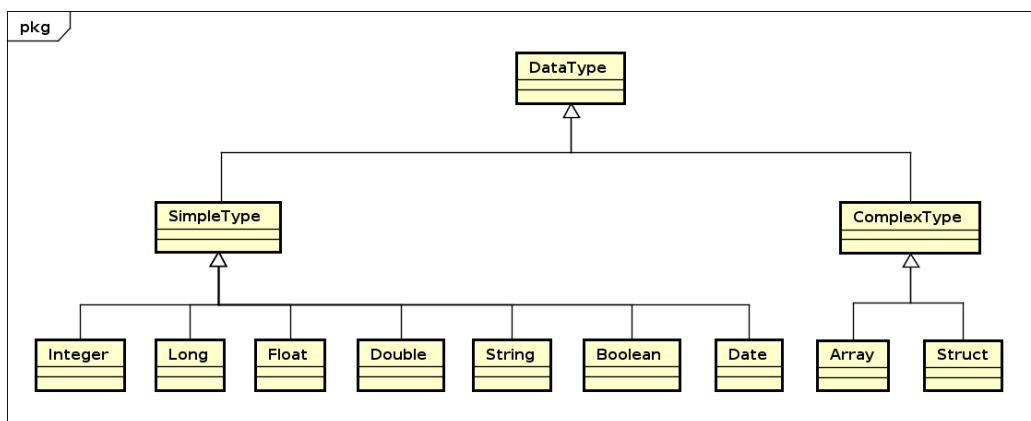 pkg
DataType
SimpleType
ComplexType
Integer
Long
Float
Double
String
Boolean
Date
Array
Struct